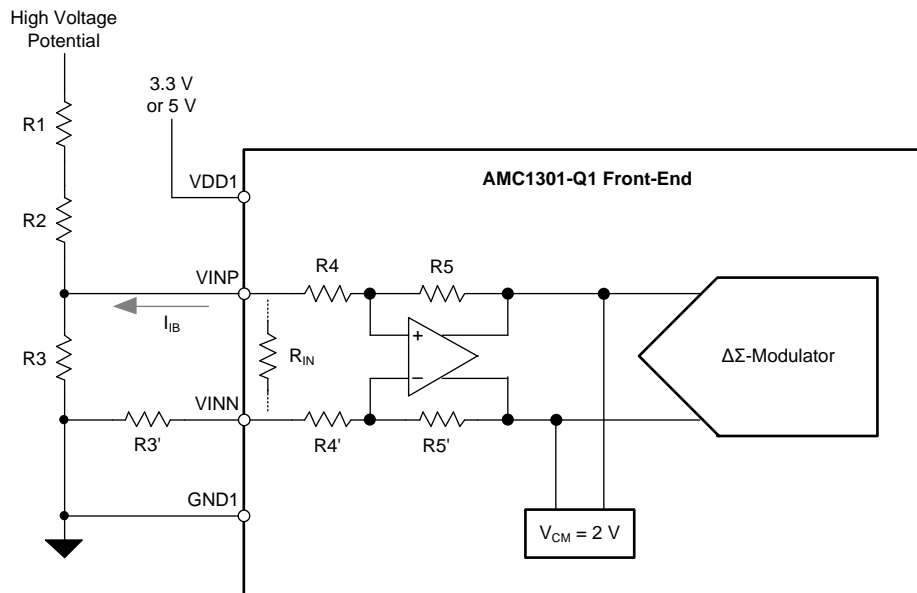 High Voltage
Potential
3.3 V
or 5 V
R1
VDD1
AMC1301-Q1 Front-End
R2
VINP
R4
R5
I_IB
+
R3
R_IN
ΔΣ-Modulator
−
VINN
R3'
R4'
R5'
GND1
V_CM = 2 V